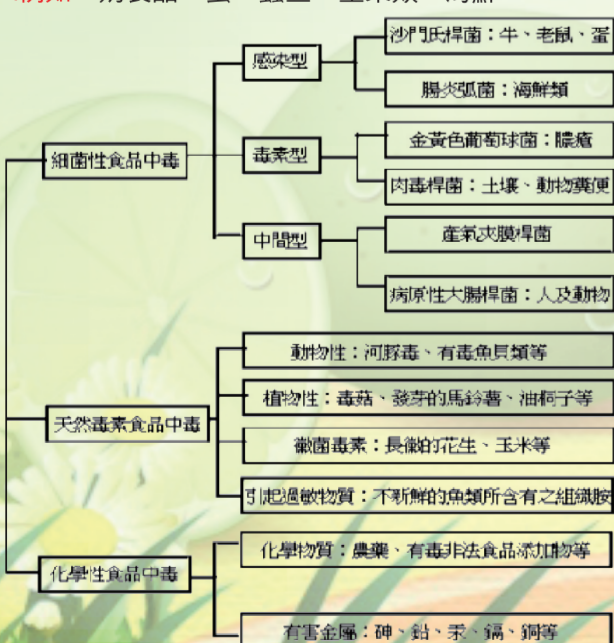 感染型
沙門氏桿菌：牛、老鼠、蛋
腸炎弧菌：海鮮類
細菌性食品中毒
毒素型
金黃色葡萄球菌：膿瘡
肉毒桿菌：土壤、動物糞便
中間型
產氣夾膜桿菌
病原性大腸桿菌：人及動物
天然毒素食品中毒
動物性：河豚毒、有毒魚貝類等
植物性：毒菇、發芽的馬鈴薯、油桐子等
黴菌毒素：長黴的花生、玉米等
引起過敏物質：不新鮮的魚類所含有之組織胺
化學性食品中毒
化學物質：農藥、有毒非法食品添加物等
有害金屬：砷、鉛、汞、鎘、銅等